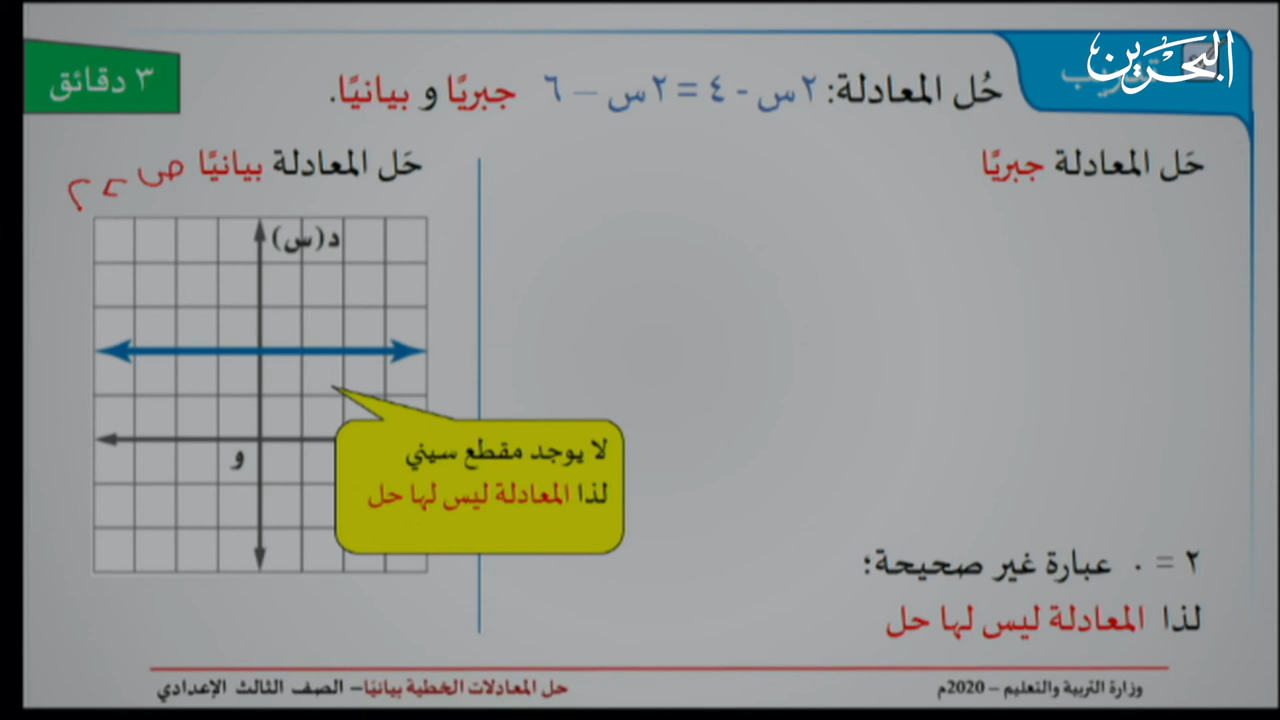 البحرين
٣ دقائق
حُل المعادلة: ٢س - ٤ = ٢س – ٦ جبريًا و بيانيًا.
حَل المعادلة جبريًا
٢ = ٠ عبارة غير صحيحة؛
لذا المعادلة ليس لها حل
حَل المعادلة بيانيًا
د(س)
و
لا يوجد مقطع سيني
لذا المعادلة ليس لها حل
وزارة التربية والتعليم – 2020م
حل المعادلات الخطية بيانيًا – الصف الثالث الإعدادي